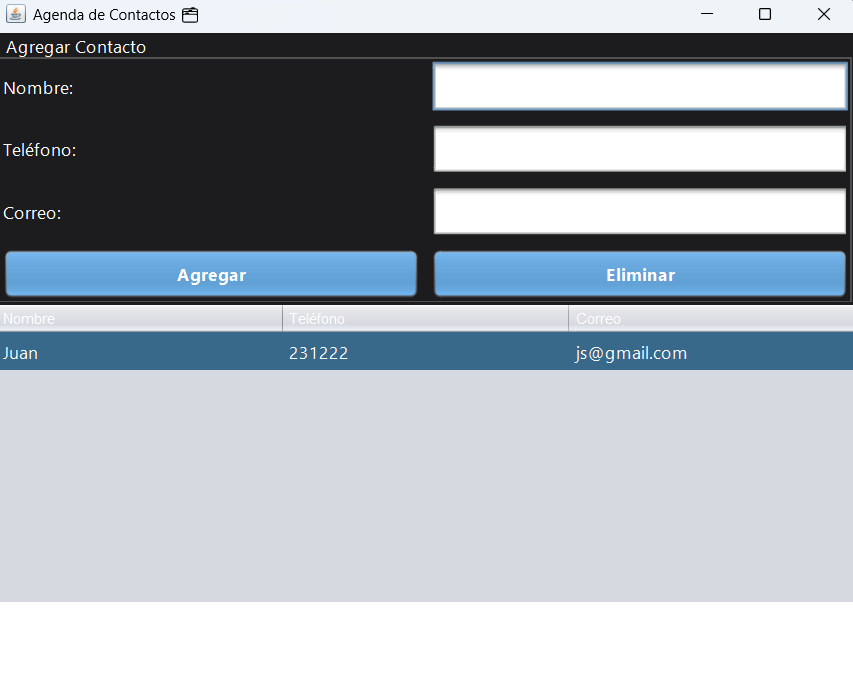 Agenda de Contactos
Agregar Contacto
Nombre:
Teléfono:
Correo:
Agregar Eliminar
Nombre Teléfono Correo
Juan 231222 js@gmail.com